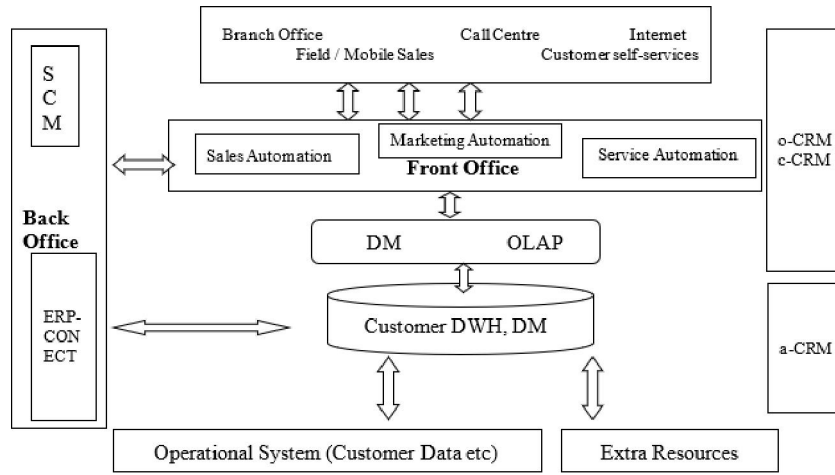 Branch Office Call Centre Internet
Field / Mobile Sales Customer self-services
S
C
M
Sales Automation
Marketing Automation
Service Automation
Front Office
o-CRM
c-CRM
Back
Office
DM OLAP
ERP-
CON
ECT
Customer DWH, DM
a-CRM
Operational System (Customer Data etc)
Extra Resources